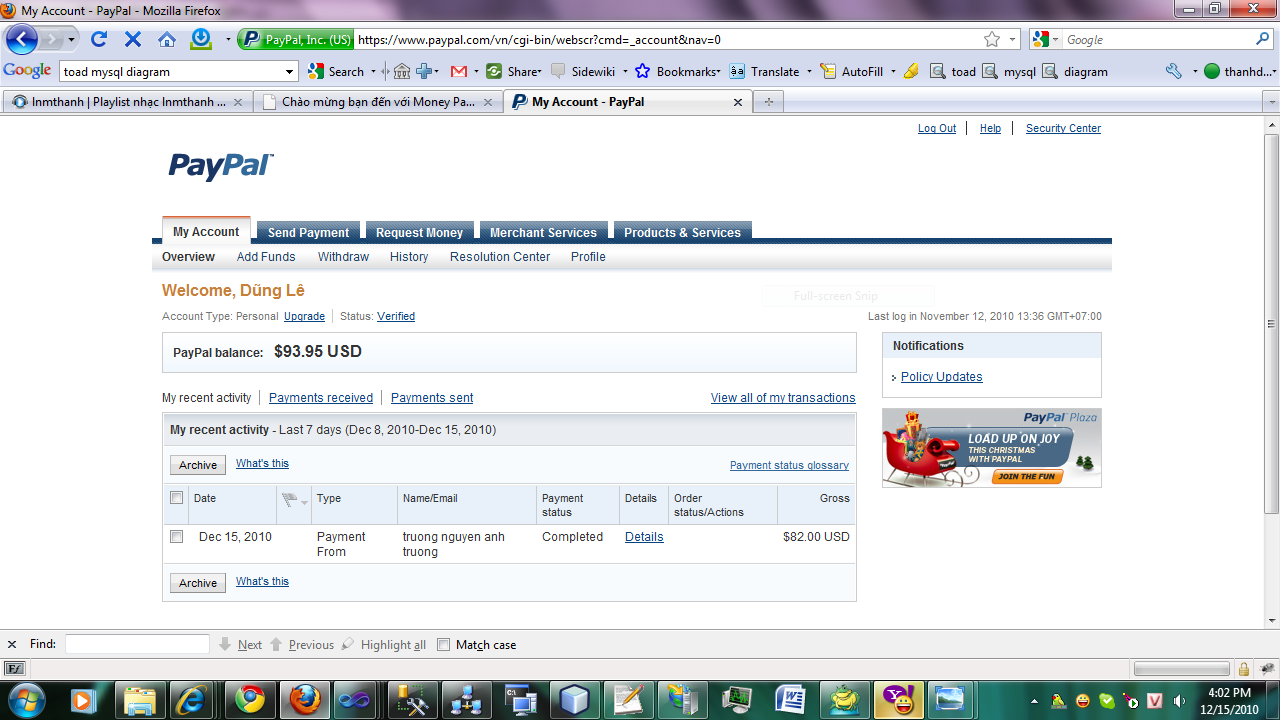 My Account - PayPal - Mozilla Firefox
PayPal, Inc. (US)
https://www.paypal.com/vn/cgi-bin/webscr?cmd=_account&nav=0
Google
Google
toad mysql diagram
Search
Share
Sidewiki
Bookmarks
Translate
AutoFill
toad
mysql
diagram
thanhd...
lnmthanh | Playlist nhạc lnmthanh ...
Chào mừng bạn đến với Money Pa...
My Account - PayPal
Log Out
Help
Security Center
PayPal™
My Account
Send Payment
Request Money
Merchant Services
Products & Services
Overview
Add Funds
Withdraw
History
Resolution Center
Profile
Welcome, Dũng Lê
Full-screen Snip
Account Type: Personal Upgrade
Status: Verified
Last log in November 12, 2010 13:36 GMT+07:00
PayPal balance: $93.95 USD
Notifications
Policy Updates
My recent activity
Payments received
Payments sent
View all of my transactions
PayPal™ Plaza
LOAD UP ON JOY
THIS CHRISTMAS
WITH PAYPAL
JOIN THE FUN
My recent activity - Last 7 days (Dec 8, 2010-Dec 15, 2010)
Archive
What's this
Payment status glossary
Date
Type
Name/Email
Payment
status
Details
Order
status/Actions
Gross
Dec 15, 2010
Payment
From
truong nguyen anh
truong
Completed
Details
$82.00 USD
Archive
What's this
Find:
Next
Previous
Highlight all
Match case
4:02 PM
12/15/2010